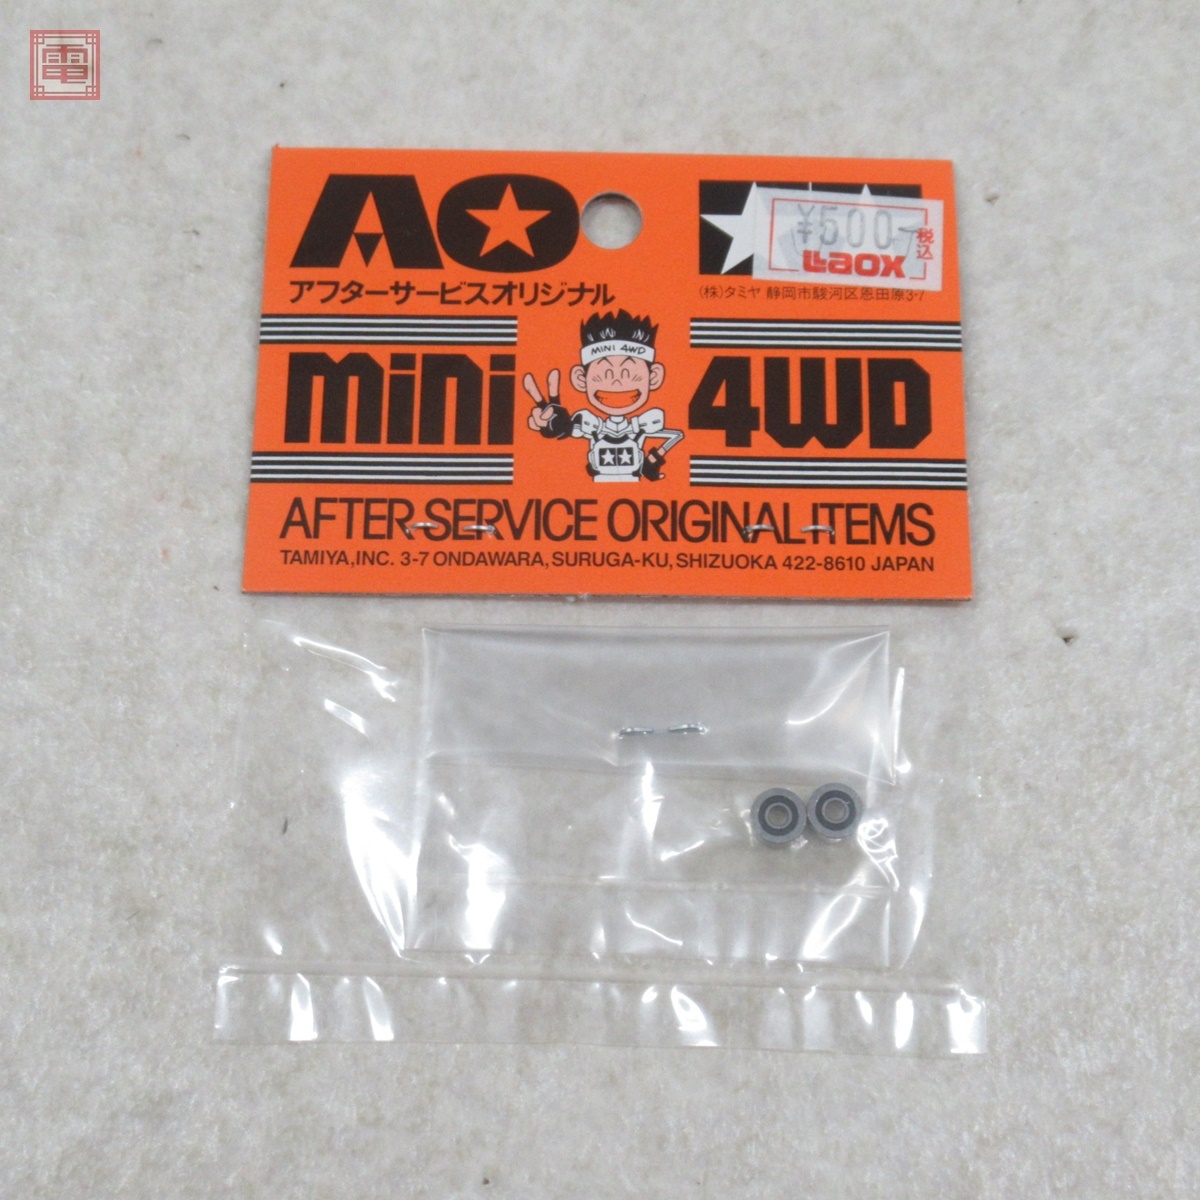 電
AO
¥500-
税込
Laox
アフターサービスオリジナル
(株)タミヤ 静岡市駿河区恩田原3-7
MINI 4WD
mini 4WD
AFTER SERVICE ORIGINAL ITEMS
TAMIYA, INC. 3-7 ONDAWARA, SURUGA-KU, SHIZUOKA 422-8610 JAPAN